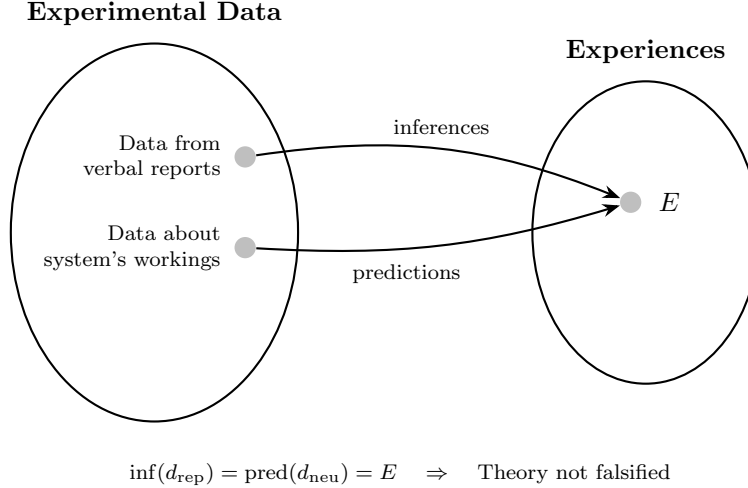 Experimental Data
Experiences
Data from
verbal reports
inferences
E
Data about
system's workings
predictions
inf(d_rep) = pred(d_neu) = E ⇒ Theory not falsified